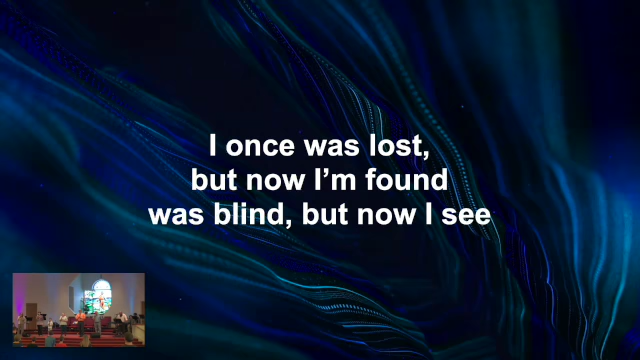 I once was lost,
but now I’m found
was blind, but now I see